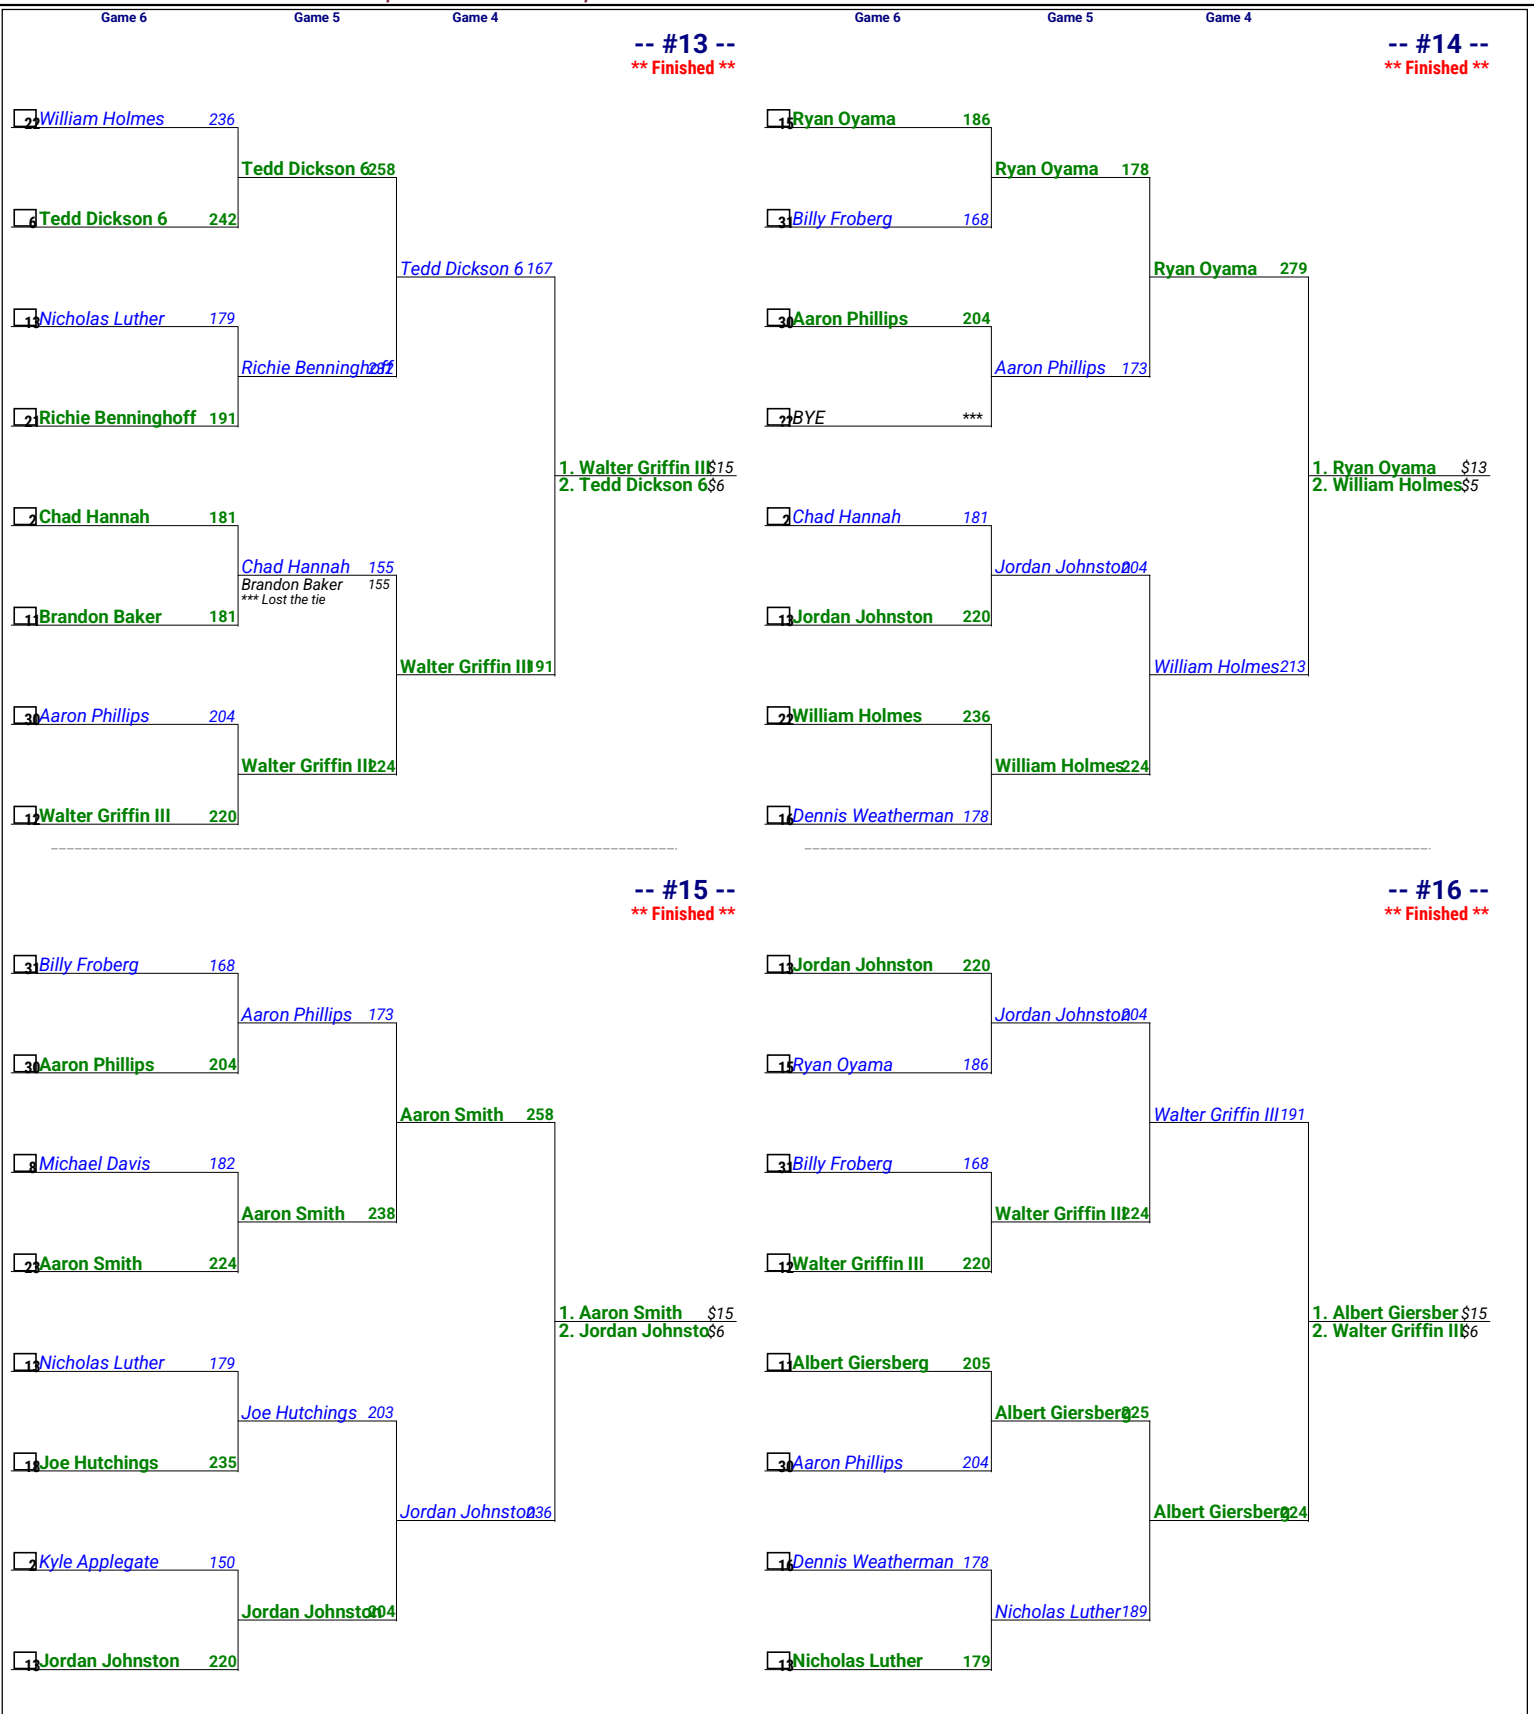 Game 6 Game 5 Game 4 Game 6 Game 5 Game 4
-- #13 --
** Finished **
22 William Holmes 236
Tedd Dickson 6 258
6 Tedd Dickson 6 242
Tedd Dickson 6 167
13 Nicholas Luther 179
Richie Benninghoff
21 Richie Benninghoff 191
1. Walter Griffin III $15
2. Tedd Dickson 6 $6
2 Chad Hannah 181
Chad Hannah 155
Brandon Baker 155
*** Lost the tie
11 Brandon Baker 181
Walter Griffin III 191
30 Aaron Phillips 204
Walter Griffin III 224
12 Walter Griffin III 220
-- #14 --
** Finished **
15 Ryan Oyama 186
Ryan Oyama 178
31 Billy Froberg 168
Ryan Oyama 279
30 Aaron Phillips 204
Aaron Phillips 173
?? BYE ***
1. Ryan Oyama $13
2. William Holmes $5
2 Chad Hannah 181
Jordan Johnston 204
13 Jordan Johnston 220
William Holmes 213
22 William Holmes 236
William Holmes 224
16 Dennis Weatherman 178
-- #15 --
** Finished **
31 Billy Froberg 168
Aaron Phillips 173
30 Aaron Phillips 204
Aaron Smith 258
8 Michael Davis 182
Aaron Smith 238
23 Aaron Smith 224
1. Aaron Smith $15
2. Jordan Johnsto $6
13 Nicholas Luther 179
Joe Hutchings 203
18 Joe Hutchings 235
Jordan Johnston 236
2 Kyle Applegate 150
Jordan Johnston 204
13 Jordan Johnston 220
-- #16 --
** Finished **
13 Jordan Johnston 220
Jordan Johnston 204
15 Ryan Oyama 186
Walter Griffin III 191
31 Billy Froberg 168
Walter Griffin III 224
12 Walter Griffin III 220
1. Albert Giersber $15
2. Walter Griffin III $6
11 Albert Giersberg 205
Albert Giersberg 225
30 Aaron Phillips 204
Albert Giersberg 224
16 Dennis Weatherman 178
Nicholas Luther 189
13 Nicholas Luther 179